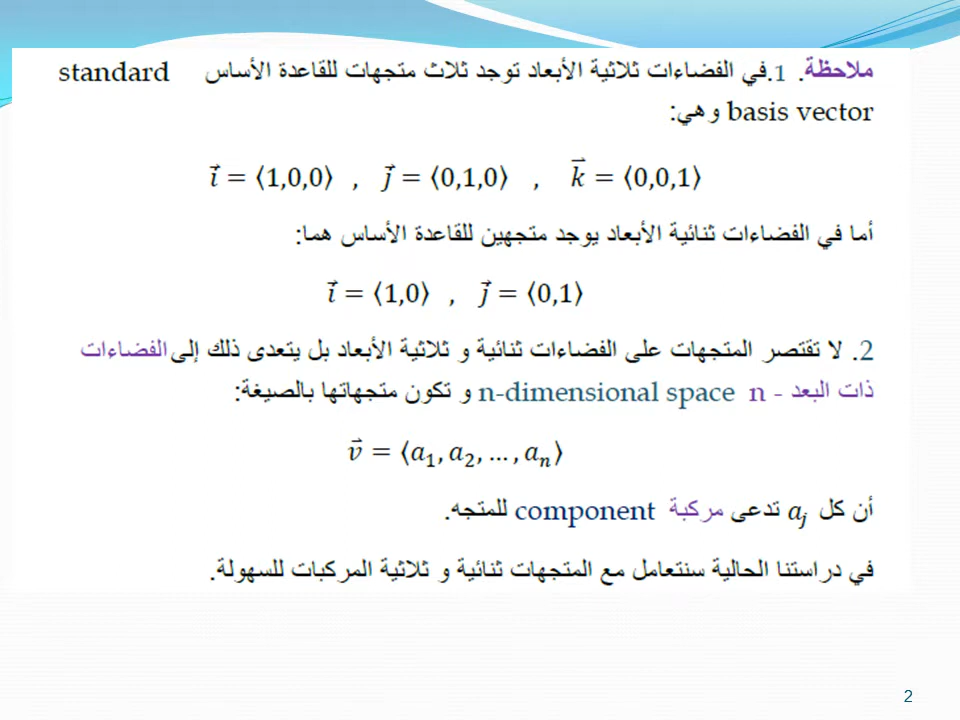 ملاحظة. 1.في الفضاءات ثلاثية الأبعاد توجد ثلاث متجهات للقاعدة الأساس standard
basis vector وهي:
i⃗ = ⟨1,0,0⟩ , j⃗ = ⟨0,1,0⟩ , k⃗ = ⟨0,0,1⟩
أما في الفضاءات ثنائية الأبعاد يوجد متجهين للقاعدة الأساس هما:
i⃗ = ⟨1,0⟩ , j⃗ = ⟨0,1⟩
2. لا تقتصر المتجهات على الفضاءات ثنائية و ثلاثية الأبعاد بل يتعدى ذلك إلى الفضاءات
ذات البعد - n n-dimensional space و تكون متجهاتها بالصيغة:
v⃗ = ⟨a₁, a₂, … , aₙ⟩
أن كل aⱼ تدعى مركبة component للمتجه.
في دراستنا الحالية سنتعامل مع المتجهات ثنائية و ثلاثية المركبات للسهولة.
2